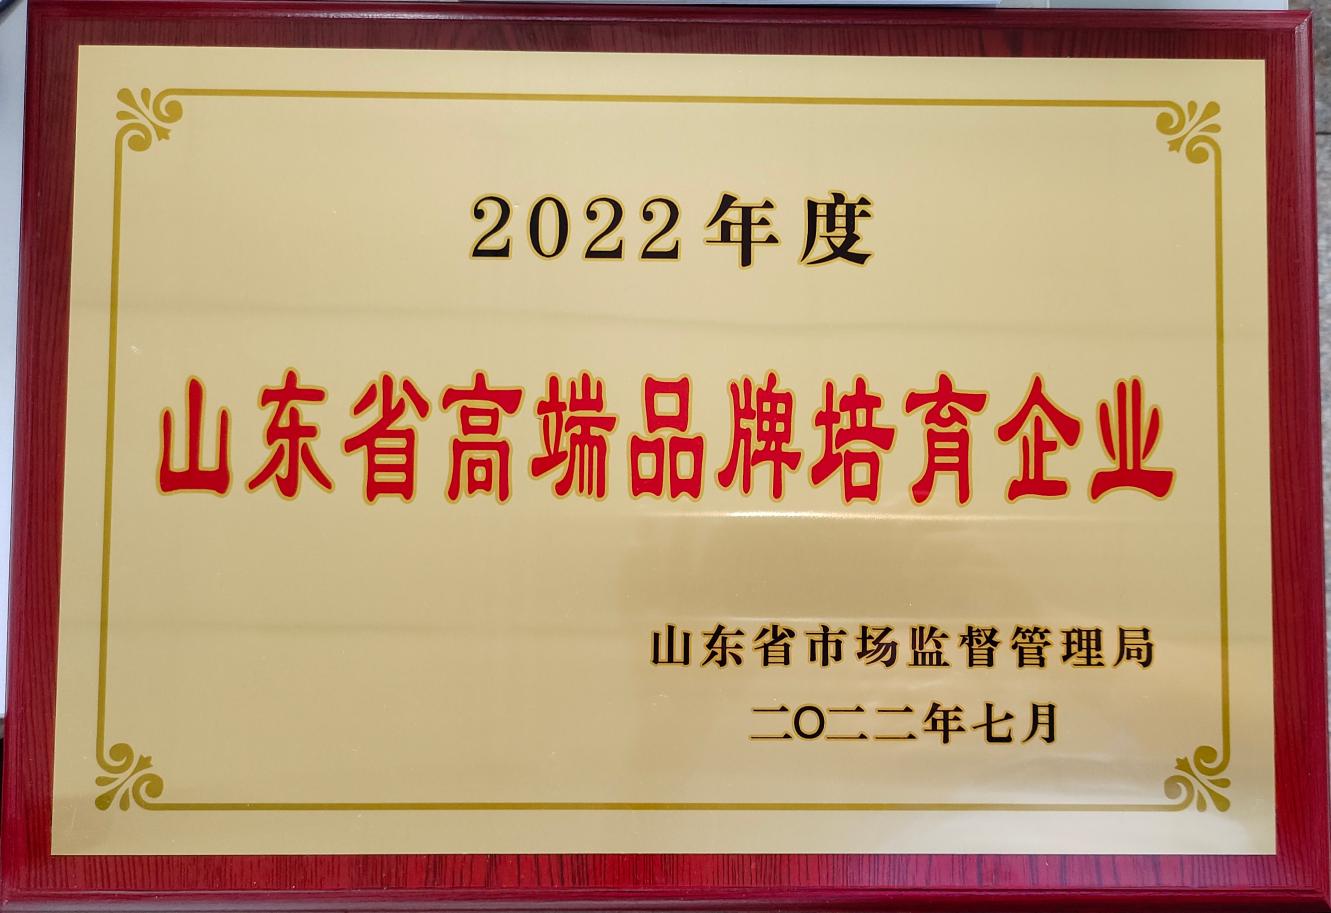 2022年度
山东省高端品牌培育企业
山东省市场监督管理局
二〇二二年七月